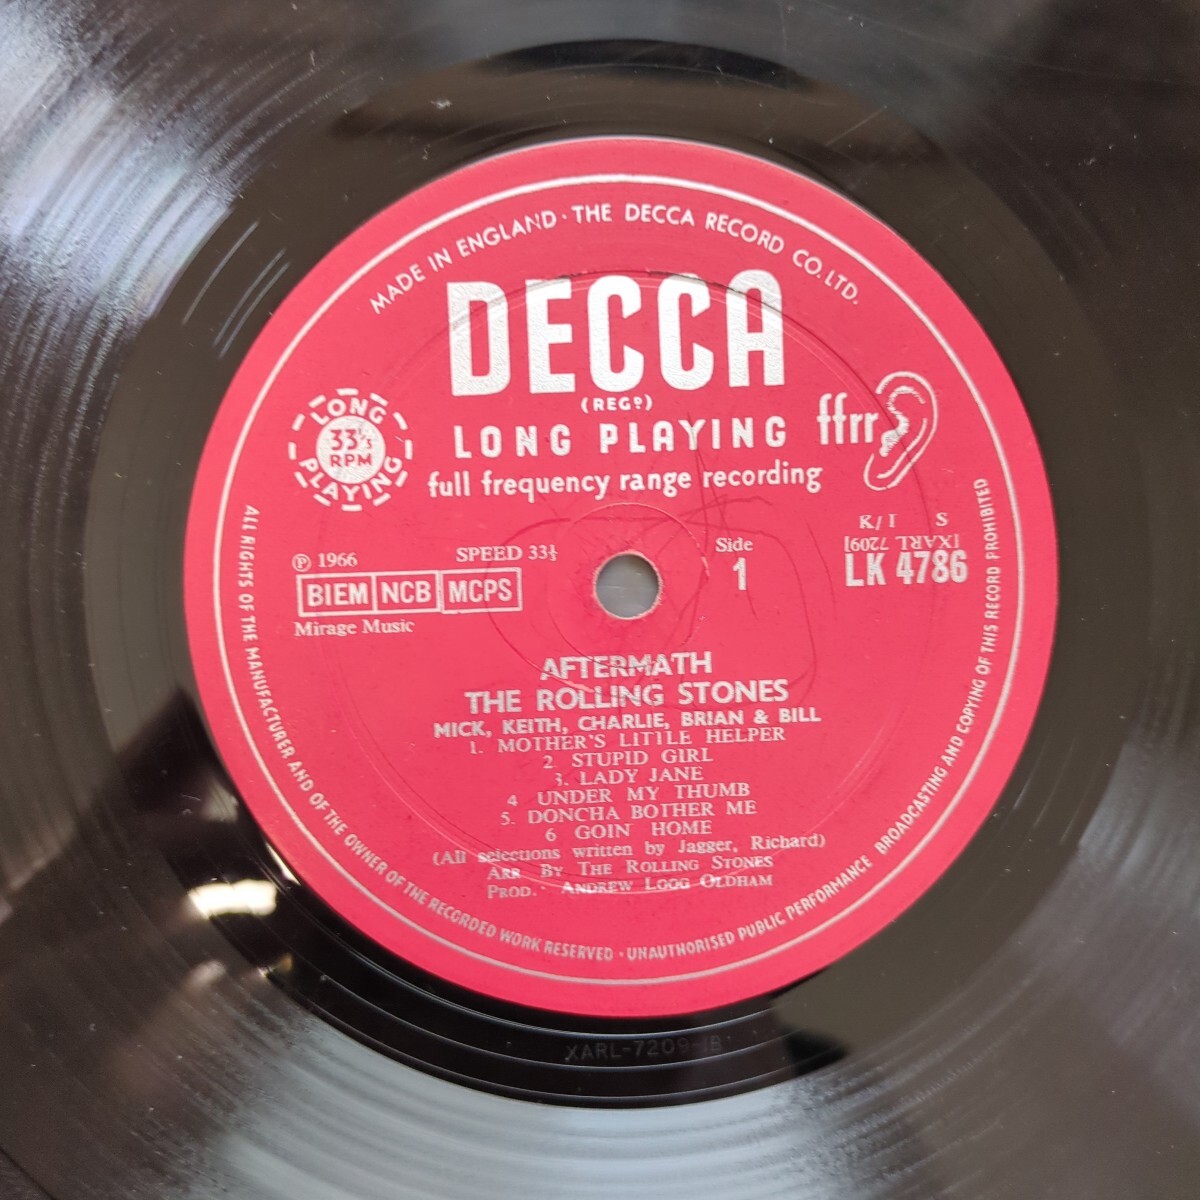 MADE IN ENGLAND · THE DECCA RECORD CO. LTD.
DECCA
(REGD)
LONG PLAYING
ffrr
full frequency range recording
LONG
33⅓
RPM
PLAYING
℗ 1966
SPEED 33⅓
BIEM NCB MCPS
Mirage Music
Side
1
S 1/K
[XARL 7209]
LK 4786
AFTERMATH
THE ROLLING STONES
MICK, KEITH, CHARLIE, BRIAN & BILL
1. MOTHER'S LITTLE HELPER
2. STUPID GIRL
3. LADY JANE
4 UNDER MY THUMB
5. DONCHA BOTHER ME
6 GOIN' HOME
(All selections written by Jagger, Richard)
ARR BY THE ROLLING STONES
PROD. · ANDREW LOOG OLDHAM
ALL RIGHTS OF THE MANUFACTURER AND OF THE OWNER OF THE RECORDED WORK RESERVED · UNAUTHORISED PUBLIC PERFORMANCE BROADCASTING AND COPYING OF THIS RECORD PROHIBITED
XARL-7209-1B